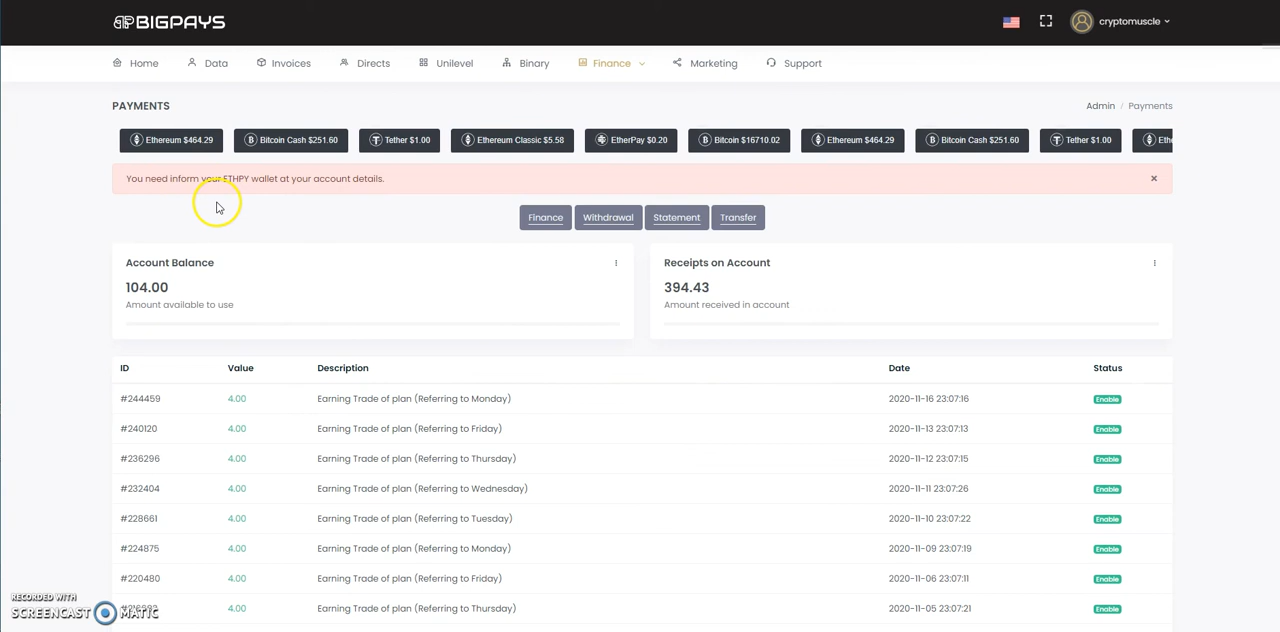 BIGPAYS
cryptomuscle
Home Data Invoices Directs Unilevel Binary Finance Marketing Support
PAYMENTS
Admin / Payments
Ethereum $464.29 Bitcoin Cash $251.60 Tether $1.00 Ethereum Classic $5.58 EtherPay $0.20 Bitcoin $16710.02 Ethereum $464.29 Bitcoin Cash $251.60 Tether $1.00 Eth
You need inform your ETHPY wallet at your account details. ×
Finance Withdrawal Statement Transfer
Account Balance
104.00
Amount available to use
Receipts on Account
394.43
Amount received in account
ID Value Description Date Status
#244459 4.00 Earning Trade of plan (Referring to Monday) 2020-11-16 23:07:16 Enable
#240120 4.00 Earning Trade of plan (Referring to Friday) 2020-11-13 23:07:13 Enable
#236296 4.00 Earning Trade of plan (Referring to Thursday) 2020-11-12 23:07:15 Enable
#232404 4.00 Earning Trade of plan (Referring to Wednesday) 2020-11-11 23:07:26 Enable
#228661 4.00 Earning Trade of plan (Referring to Tuesday) 2020-11-10 23:07:22 Enable
#224875 4.00 Earning Trade of plan (Referring to Monday) 2020-11-09 23:07:19 Enable
#220480 4.00 Earning Trade of plan (Referring to Friday) 2020-11-06 23:07:11 Enable
4.00 Earning Trade of plan (Referring to Thursday) 2020-11-05 23:07:21 Enable
RECORDED WITH
SCREENCAST MATIC